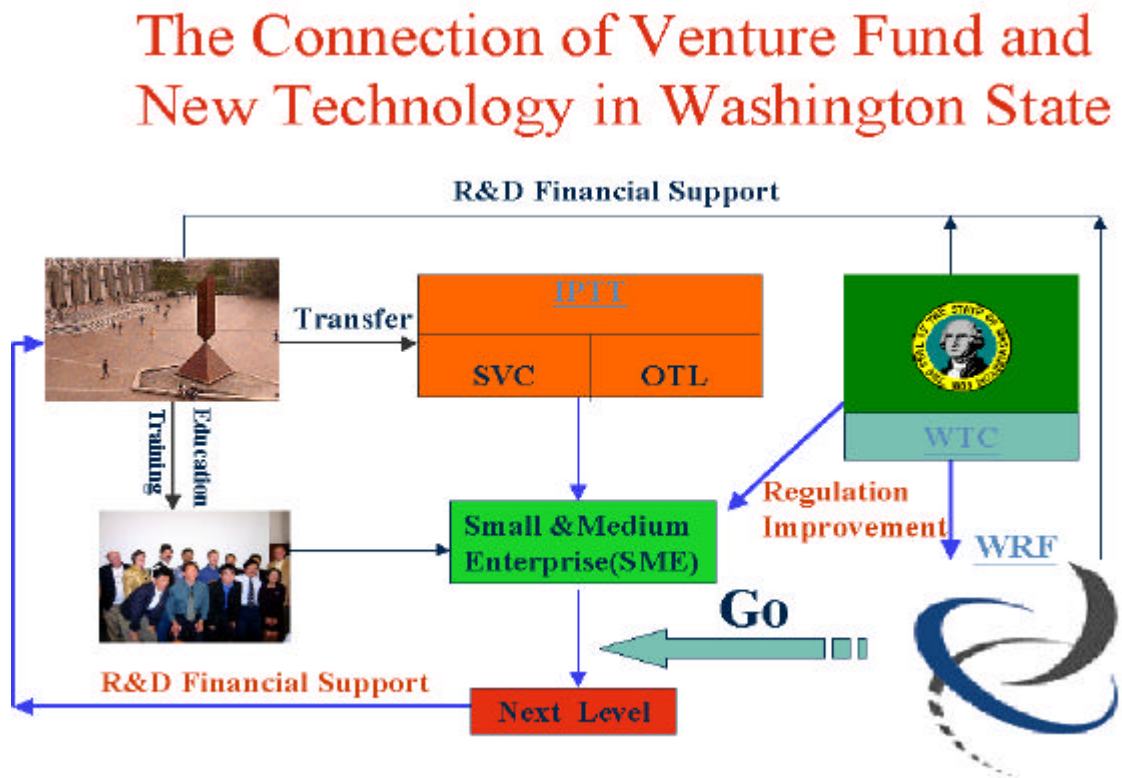 The Connection of Venture Fund and
New Technology in Washington State
R&D Financial Support
Transfer
IPTT
SVC
OTL
WTC
Education
Training
Small &Medium
Enterprise(SME)
Regulation
Improvement
WRF
Go
R&D Financial Support
Next Level